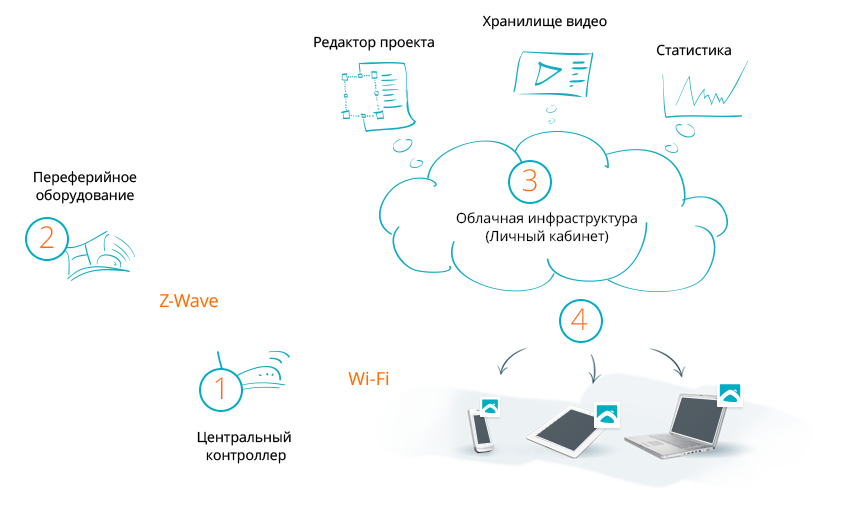 Хранилище видео
Редактор проекта
Статистика
Переферийное
оборудование
3
Облачная инфраструктура
(Личный кабинет)
2
Z-Wave
4
1
Wi-Fi
Центральный
контроллер